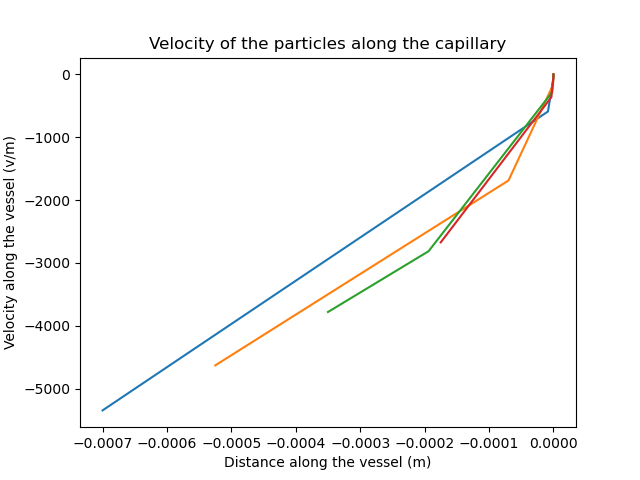 Velocity of the particles along the capillary
Velocity along the vessel (v/m)
0
−1000
−2000
−3000
−4000
−5000
−0.0007 −0.0006 −0.0005 −0.0004 −0.0003 −0.0002 −0.0001 0.0000
Distance along the vessel (m)